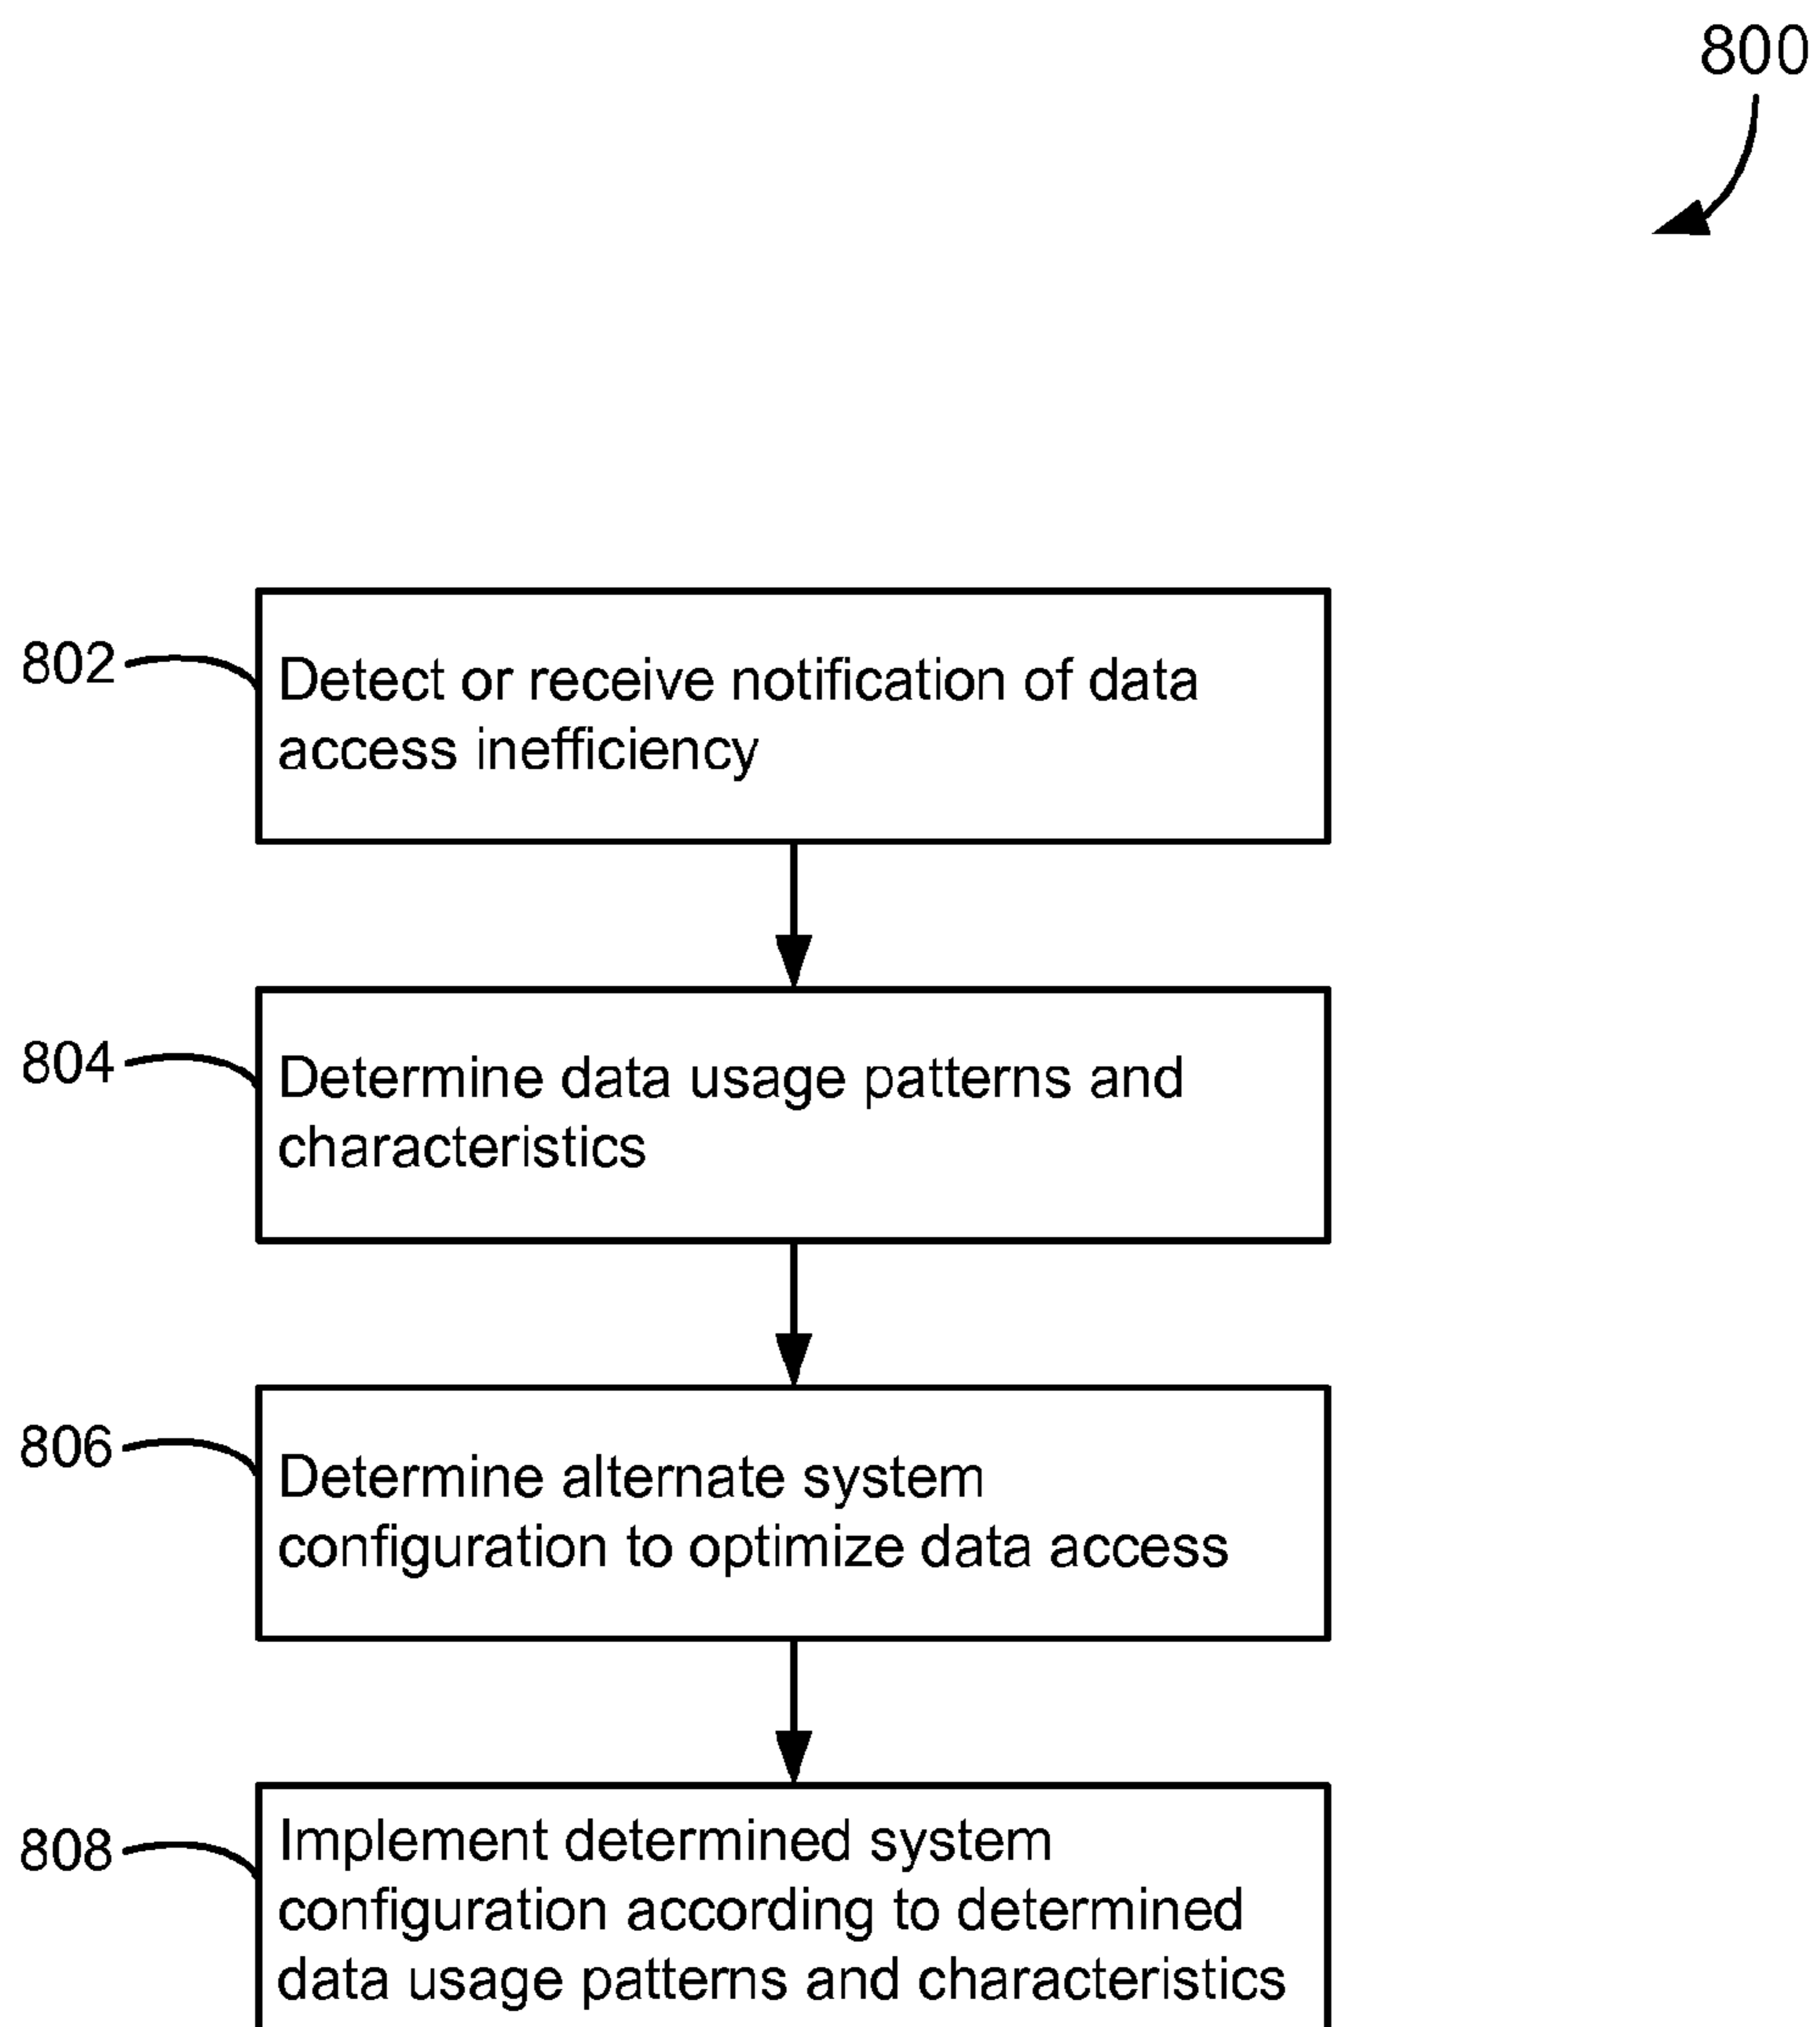 800
802
Detect or receive notification of data
access inefficiency
804
Determine data usage patterns and
characteristics
806
Determine alternate system
configuration to optimize data access
808
Implement determined system
configuration according to determined
data usage patterns and characteristics